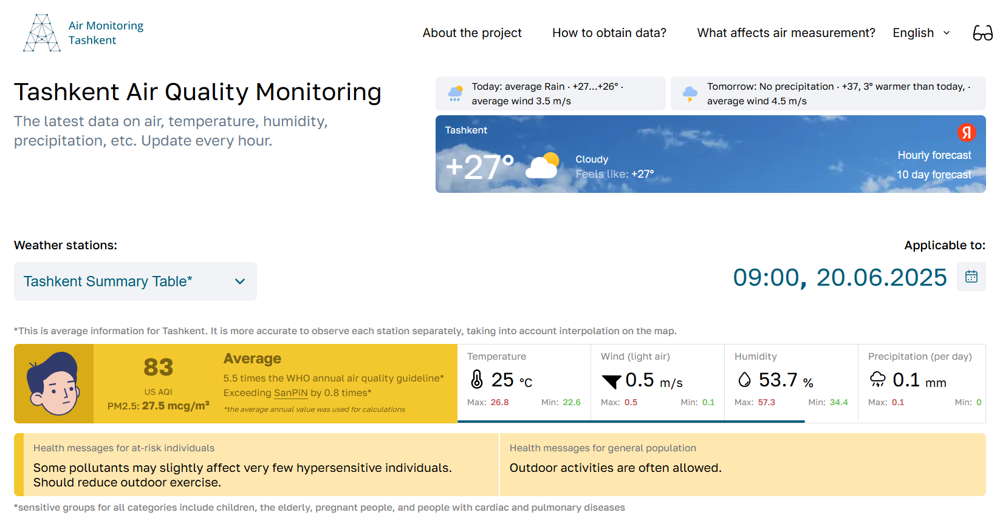 Air Monitoring
Tashkent
About the project
How to obtain data?
What affects air measurement?
English
Tashkent Air Quality Monitoring
The latest data on air, temperature, humidity,
precipitation, etc. Update every hour.
Today: average Rain · +27...+26° ·
average wind 3.5 m/s
Tomorrow: No precipitation · +37, 3° warmer than today, ·
average wind 4.5 m/s
Tashkent
Я
+27°
Cloudy
Feels like: +27°
Hourly forecast
10 day forecast
Weather stations:
Tashkent Summary Table*
Applicable to:
09:00, 20.06.2025
*This is average information for Tashkent. It is more accurate to observe each station separately, taking into account interpolation on the map.
83
US AQI
PM2.5: 27.5 mcg/m³
Average
5.5 times the WHO annual air quality guideline*
Exceeding SanPiN by 0.8 times*
*the average annual value was used for calculations
Temperature
25 °C
Max: 26.8 Min: 22.6
Wind (light air)
0.5 m/s
Max: 0.5 Min: 0.1
Humidity
53.7 %
Max: 57.3 Min: 34.4
Precipitation (per day)
0.1 mm
Max: 0.1 Min: 0
Health messages for at-risk individuals
Some pollutants may slightly affect very few hypersensitive individuals.
Should reduce outdoor exercise.
Health messages for general population
Outdoor activities are often allowed.
*sensitive groups for all categories include children, the elderly, pregnant people, and people with cardiac and pulmonary diseases